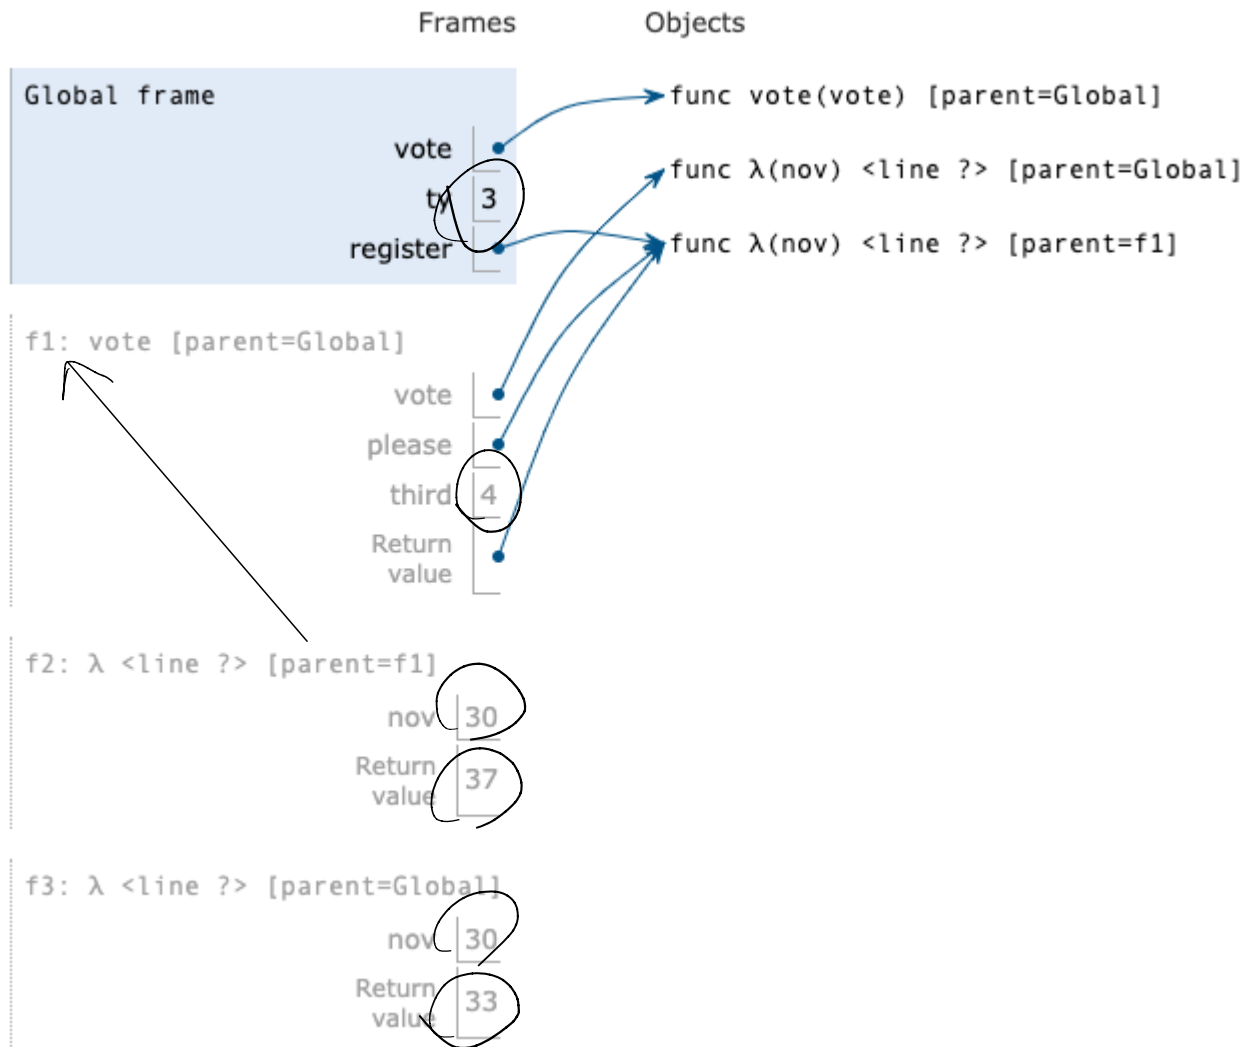 Frames Objects
Global frame
func vote(vote) [parent=Global]
vote
func λ(nov) <line ?> [parent=Global]
ty 3
func λ(nov) <line ?> [parent=f1]
register
f1: vote [parent=Global]
vote
please
third 4
Return
value
f2: λ <line ?> [parent=f1]
nov 30
Return
value 37
f3: λ <line ?> [parent=Global]
nov 30
Return
value 33